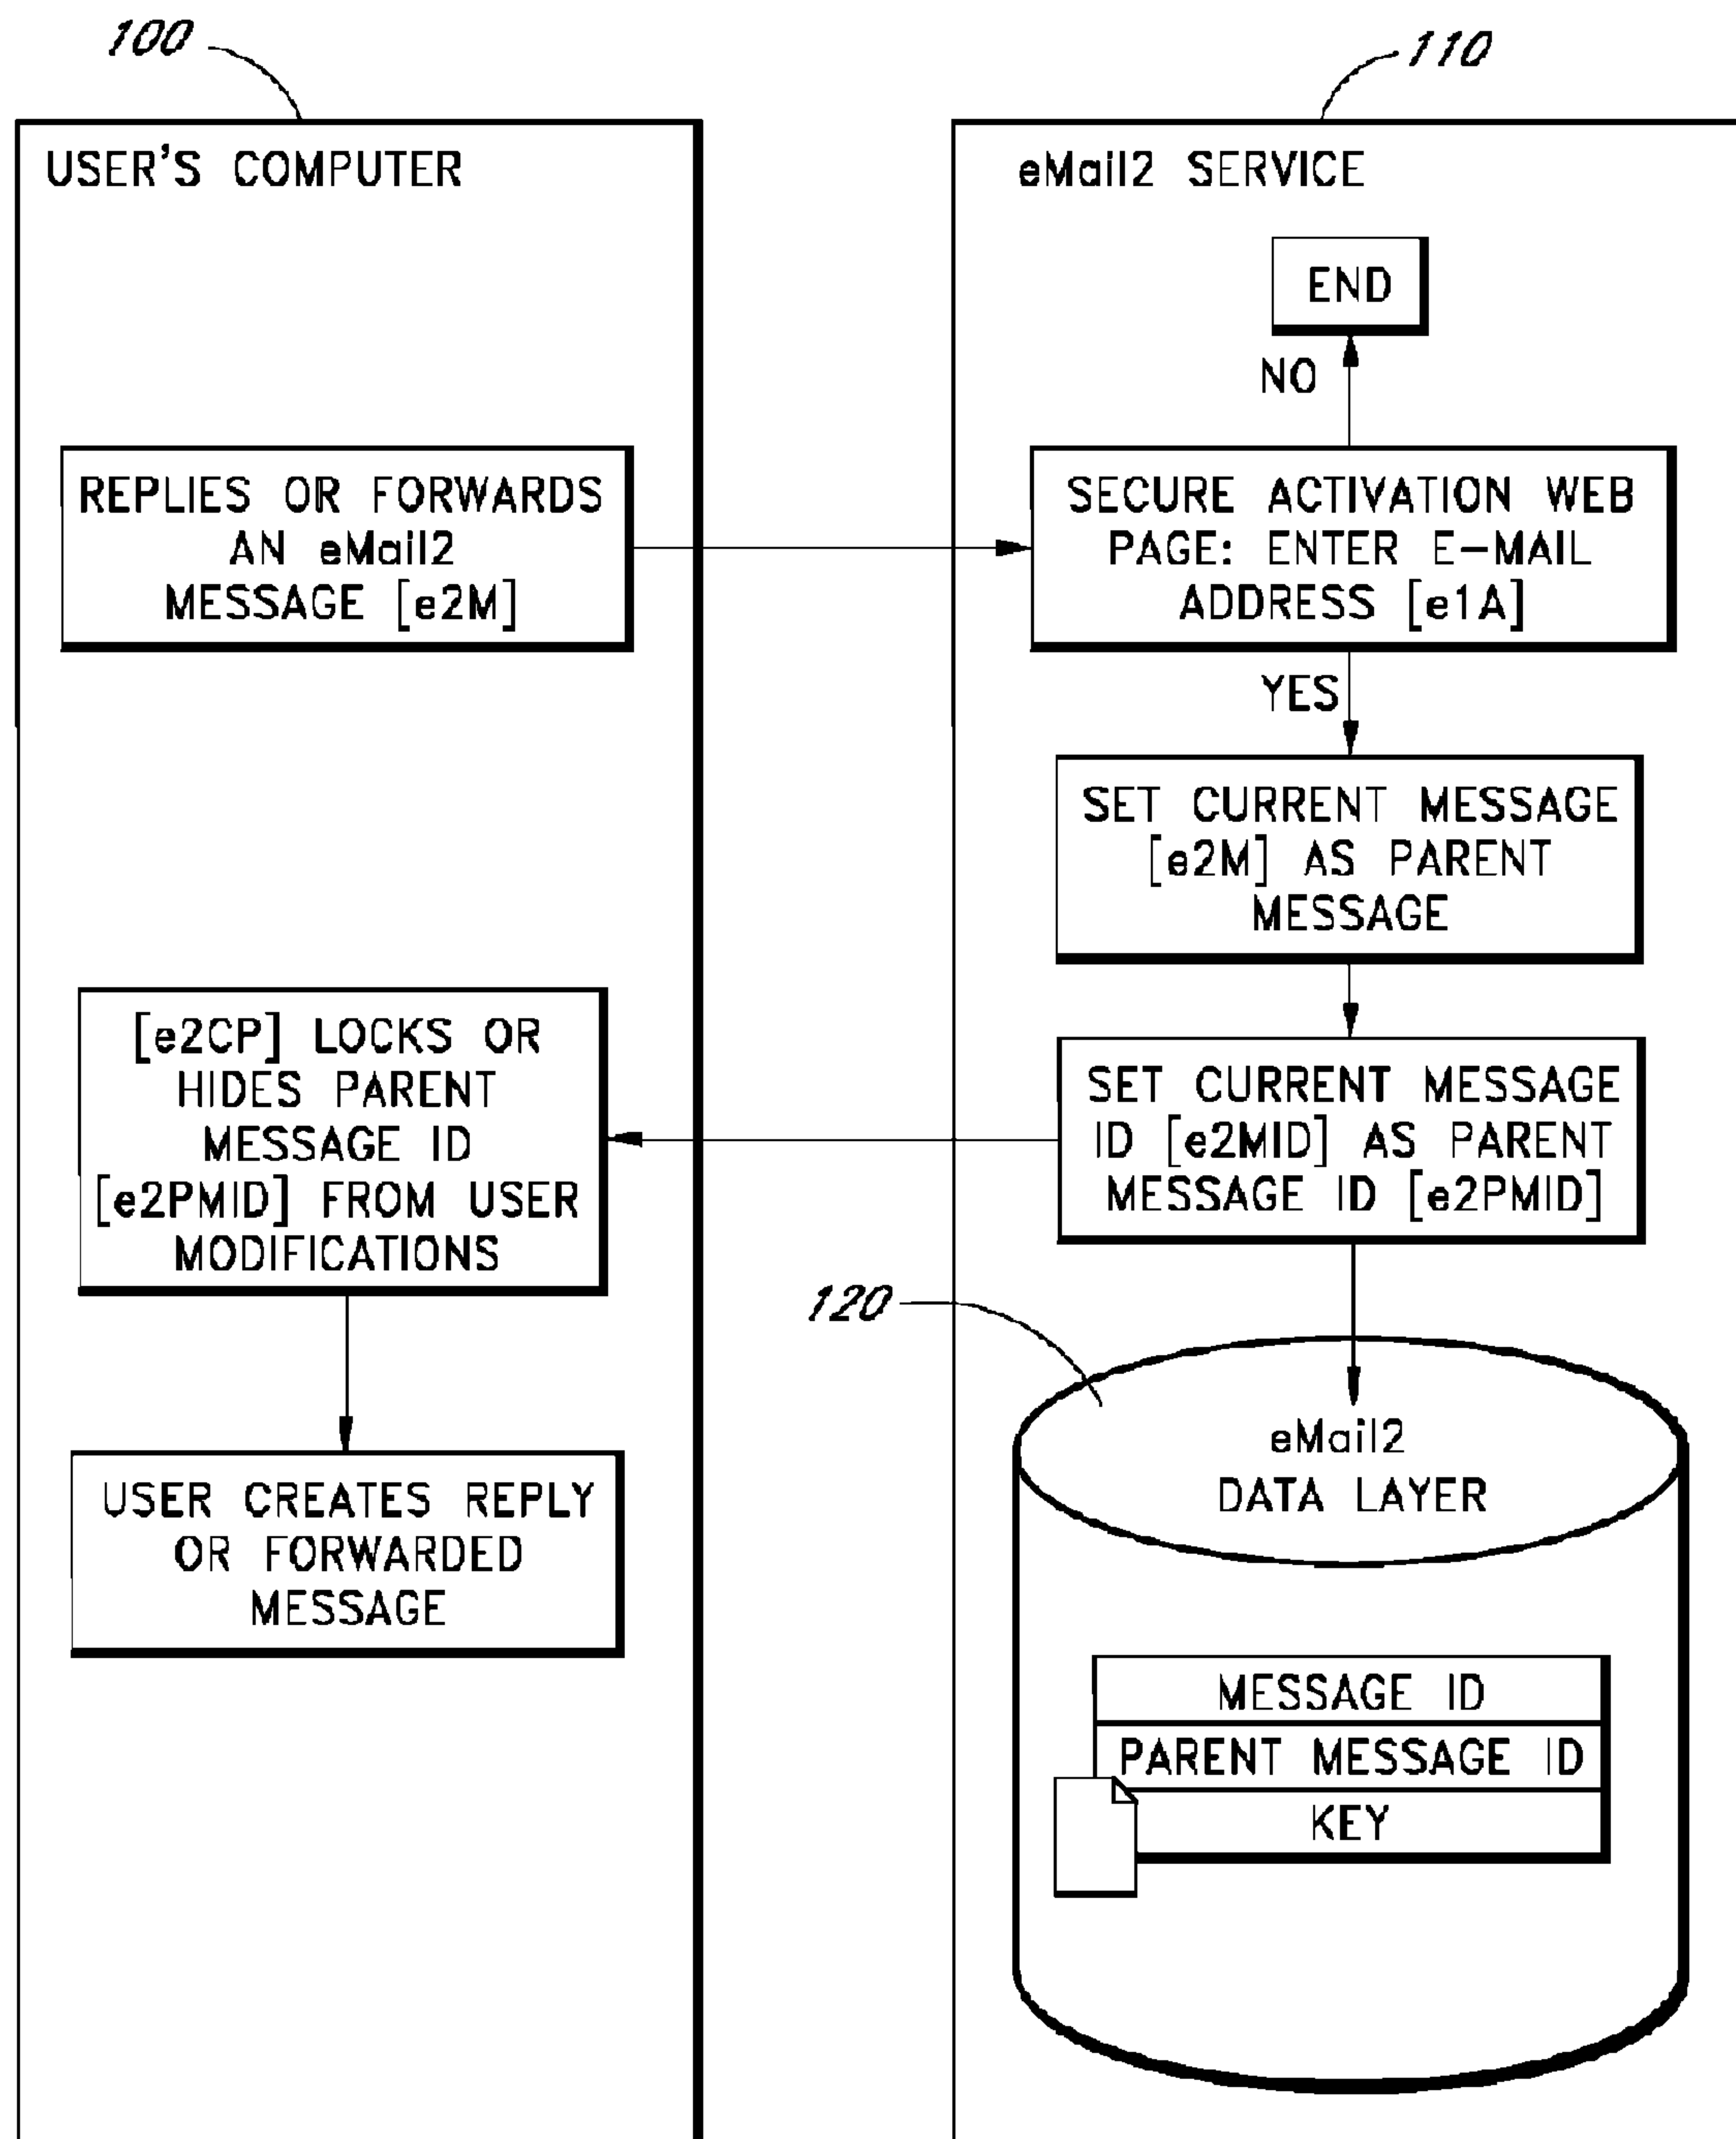 100
110
USER'S COMPUTER
eMail2 SERVICE
END
NO
REPLIES OR FORWARDS
AN eMail2
MESSAGE [e2M]
SECURE ACTIVATION WEB
PAGE: ENTER E-MAIL
ADDRESS [e1A]
YES
SET CURRENT MESSAGE
[e2M] AS PARENT
MESSAGE
SET CURRENT MESSAGE
ID [e2MID] AS PARENT
MESSAGE ID [e2PMID]
[e2CP] LOCKS OR
HIDES PARENT
MESSAGE ID
[e2PMID] FROM USER
MODIFICATIONS
USER CREATES REPLY
OR FORWARDED
MESSAGE
120
eMail2
DATA LAYER
MESSAGE ID
PARENT MESSAGE ID
KEY